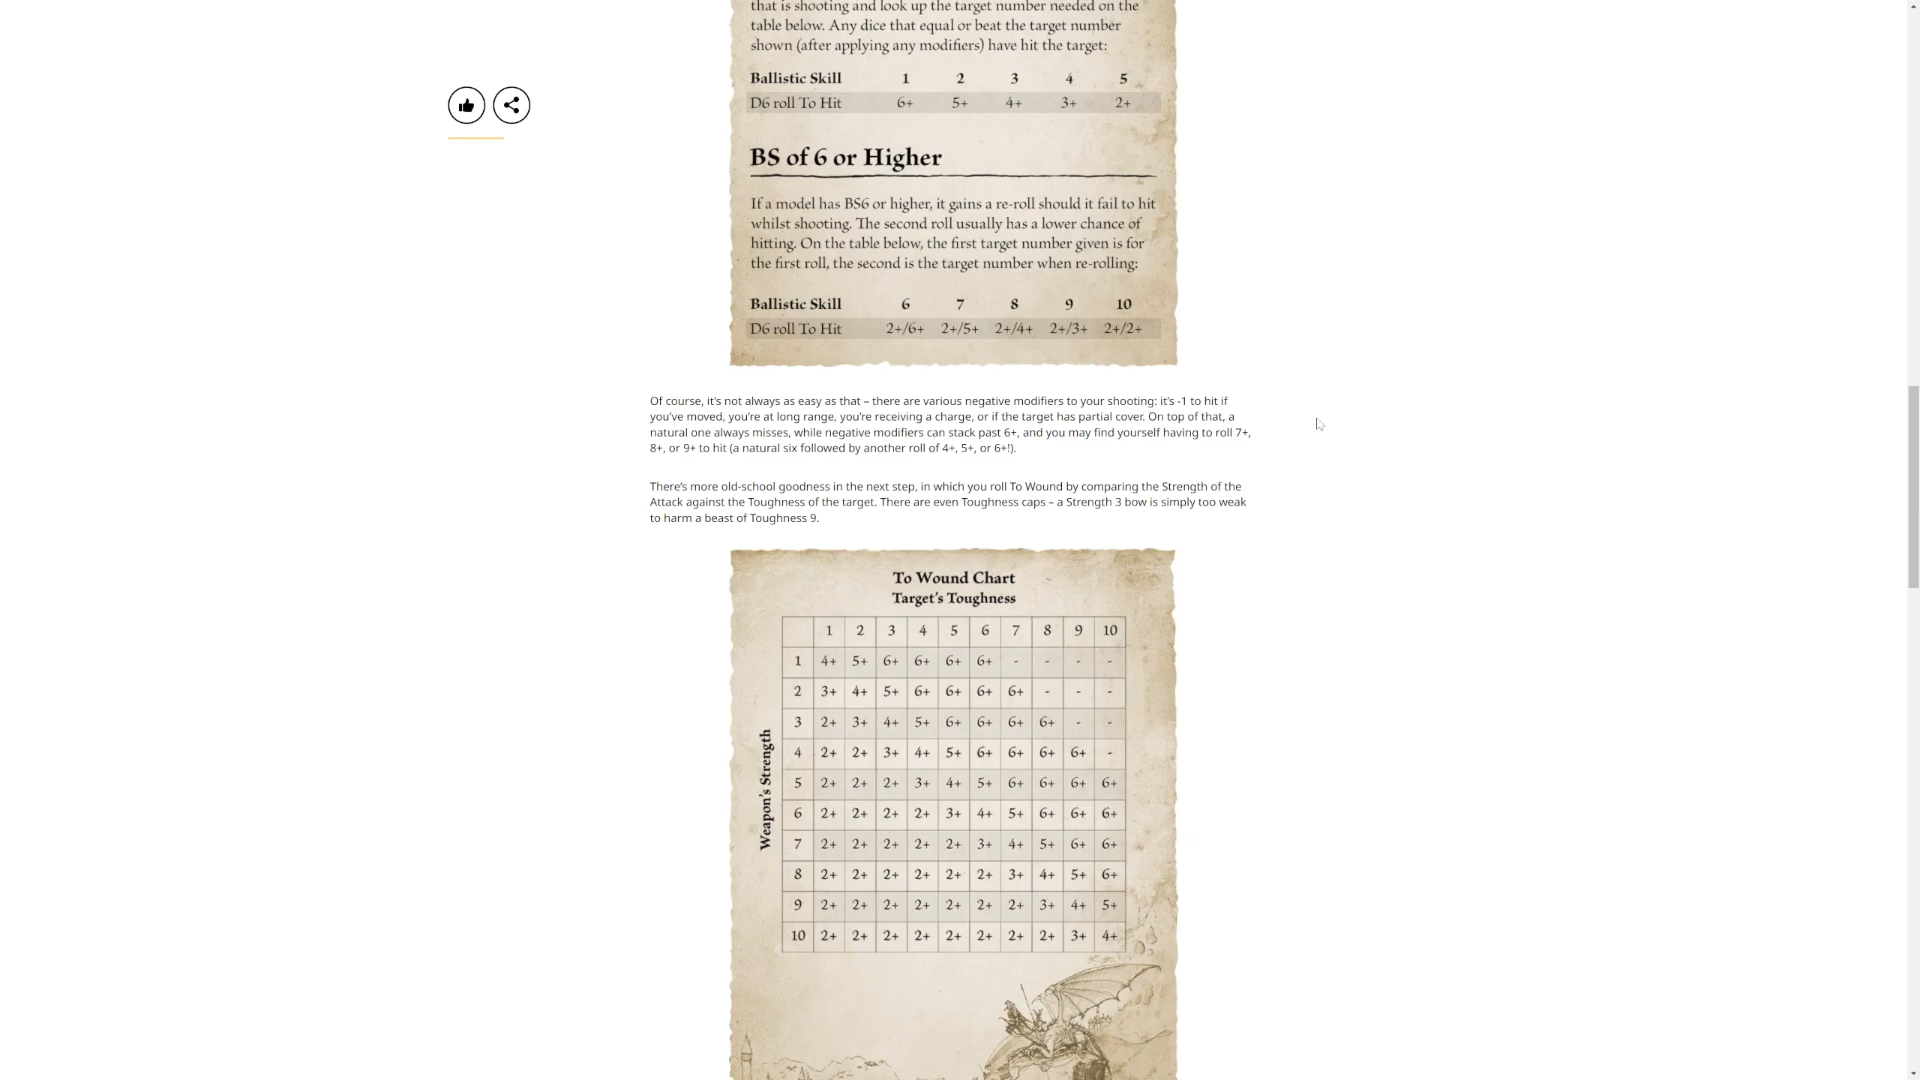 that is shooting and look up the target number needed on the
table below. Any dice that equal or beat the target number
shown (after applying any modifiers) have hit the target:
Ballistic Skill 1 2 3 4 5
D6 roll To Hit 6+ 5+ 4+ 3+ 2+
BS of 6 or Higher
If a model has BS6 or higher, it gains a re-roll should it fail to hit
whilst shooting. The second roll usually has a lower chance of
hitting. On the table below, the first target number given is for
the first roll, the second is the target number when re-rolling:
Ballistic Skill 6 7 8 9 10
D6 roll To Hit 2+/6+ 2+/5+ 2+/4+ 2+/3+ 2+/2+
Of course, it's not always as easy as that – there are various negative modifiers to your shooting: it's -1 to hit if
you've moved, you're at long range, you're receiving a charge, or if the target has partial cover. On top of that, a
natural one always misses, while negative modifiers can stack past 6+, and you may find yourself having to roll 7+,
8+, or 9+ to hit (a natural six followed by another roll of 4+, 5+, or 6+!).
There's more old-school goodness in the next step, in which you roll To Wound by comparing the Strength of the
Attack against the Toughness of the target. There are even Toughness caps – a Strength 3 bow is simply too weak
to harm a beast of Toughness 9.
To Wound Chart
Target's Toughness
1 2 3 4 5 6 7 8 9 10
Weapon's Strength
1 4+ 5+ 6+ 6+ 6+ 6+ - - - -
2 3+ 4+ 5+ 6+ 6+ 6+ 6+ - - -
3 2+ 3+ 4+ 5+ 6+ 6+ 6+ 6+ - -
4 2+ 2+ 3+ 4+ 5+ 6+ 6+ 6+ 6+ -
5 2+ 2+ 2+ 3+ 4+ 5+ 6+ 6+ 6+ 6+
6 2+ 2+ 2+ 2+ 3+ 4+ 5+ 6+ 6+ 6+
7 2+ 2+ 2+ 2+ 2+ 3+ 4+ 5+ 6+ 6+
8 2+ 2+ 2+ 2+ 2+ 2+ 3+ 4+ 5+ 6+
9 2+ 2+ 2+ 2+ 2+ 2+ 2+ 3+ 4+ 5+
10 2+ 2+ 2+ 2+ 2+ 2+ 2+ 2+ 3+ 4+